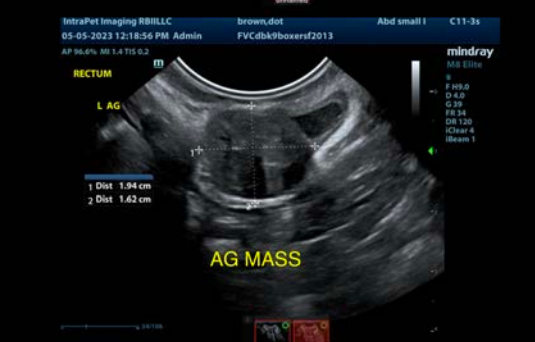 IntraPet Imaging RBIILLC brown,dot Abd small I C11-3s
05-05-2023 12:18:56 PM Admin FVCdbk9boxersf2013
AP 96.6% MI 1.4 TIS 0.2
mindray
M8 Elite
m
RECTUM
B
F H9.0
D 4.0
G 39
FR 34
DR 120
iClear 4
iBeam 1
L AG
1
1 Dist 1.94 cm
2 Dist 1.62 cm
2
AG MASS